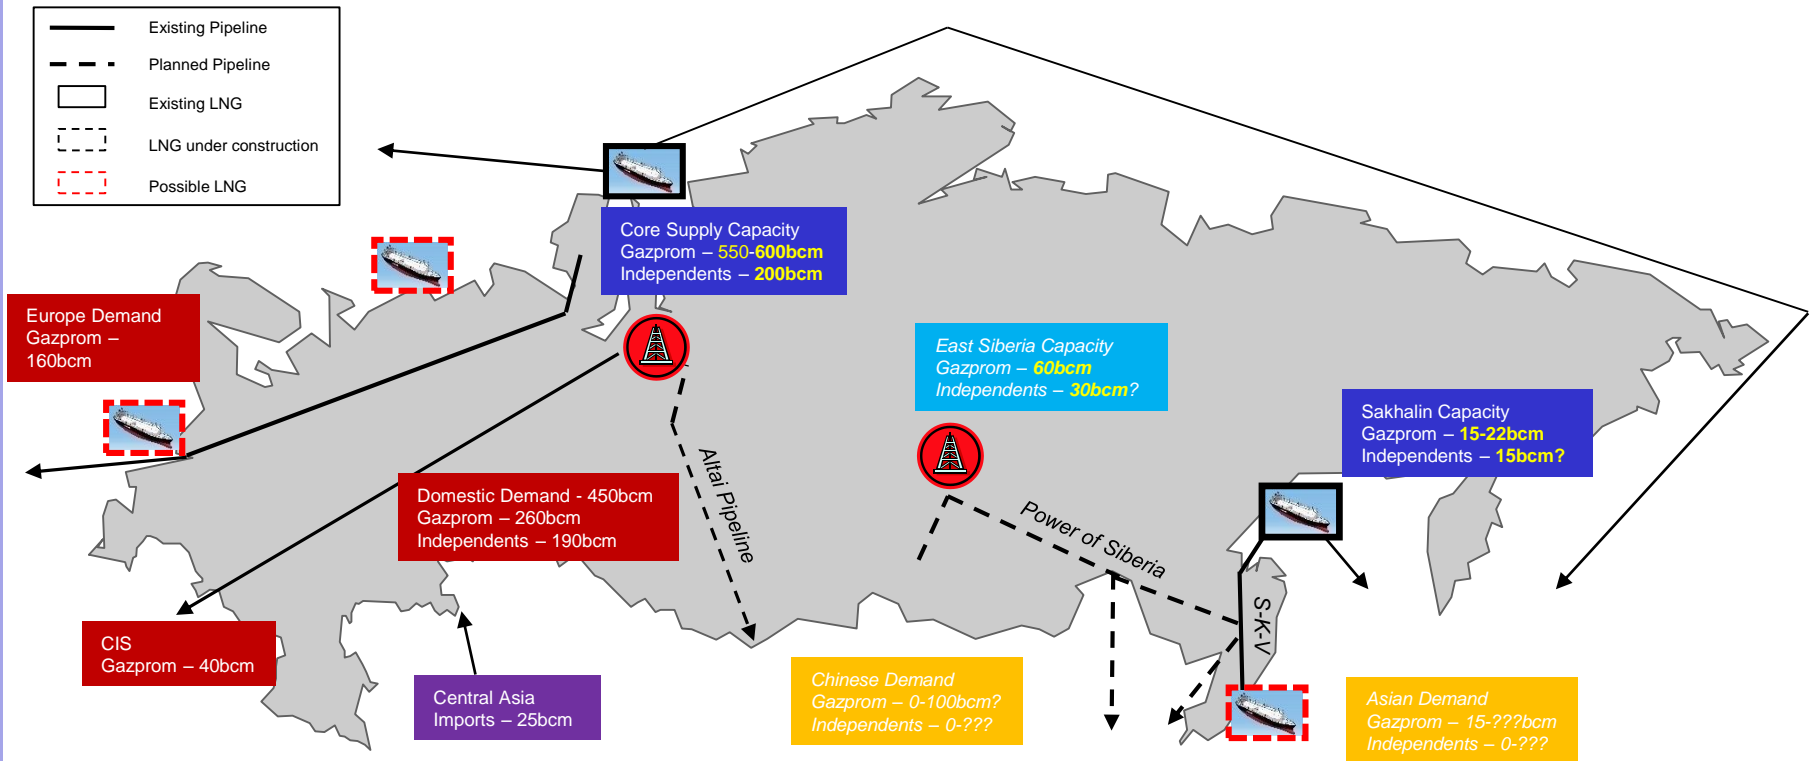 Existing Pipeline
Planned Pipeline
Existing LNG
LNG under construction
Possible LNG
Core Supply Capacity
Gazprom – 550-600bcm
Independents – 200bcm
Europe Demand
Gazprom –
160bcm
East Siberia Capacity
Gazprom – 60bcm
Independents – 30bcm?
Sakhalin Capacity
Gazprom – 15-22bcm
Independents – 15bcm?
Altai Pipeline
Domestic Demand - 450bcm
Gazprom – 260bcm
Independents – 190bcm
Power of Siberia
S-K-V
CIS
Gazprom – 40bcm
Central Asia
Imports – 25bcm
Chinese Demand
Gazprom – 0-100bcm?
Independents – 0-???
Asian Demand
Gazprom – 15-???bcm
Independents – 0-???